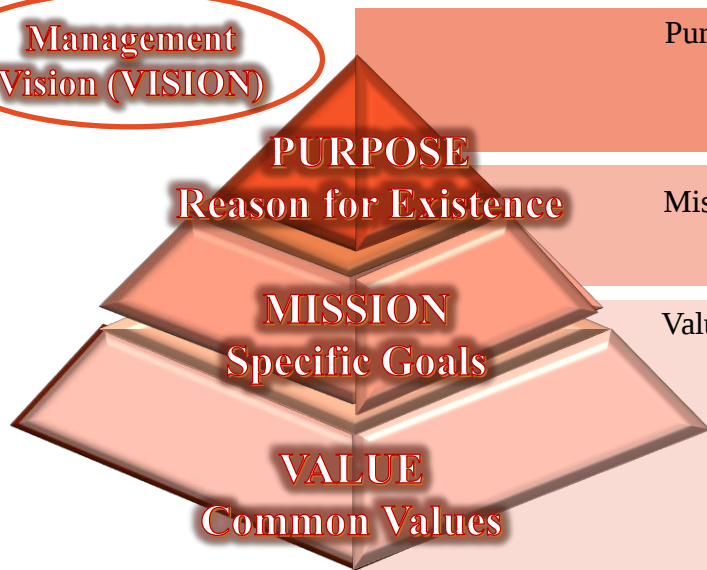 Management
Vision (VISION)
PURPOSE
Reason for Existence
MISSION
Specific Goals
VALUE
Common Values